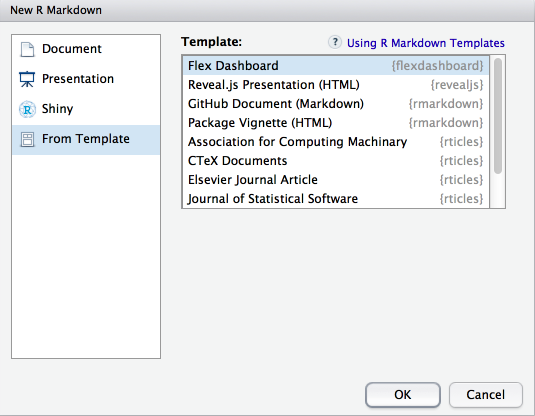 New R Markdown
Document
Presentation
R Shiny
From Template
Template: ? Using R Markdown Templates
Flex Dashboard {flexdashboard}
Reveal.js Presentation (HTML) {revealjs}
GitHub Document (Markdown) {rmarkdown}
Package Vignette (HTML) {rmarkdown}
Association for Computing Machinary {rticles}
CTeX Documents {rticles}
Elsevier Journal Article {rticles}
Journal of Statistical Software {rticles}
OK Cancel